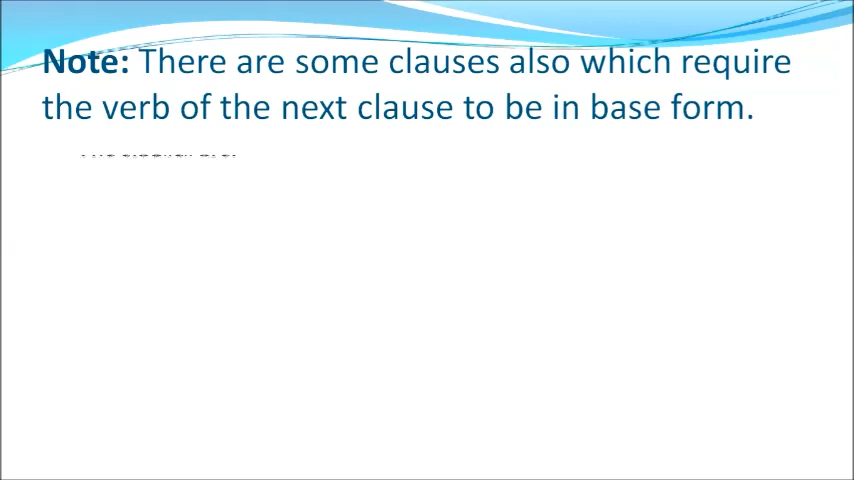 Note: There are some clauses also which require
the verb of the next clause to be in base form.